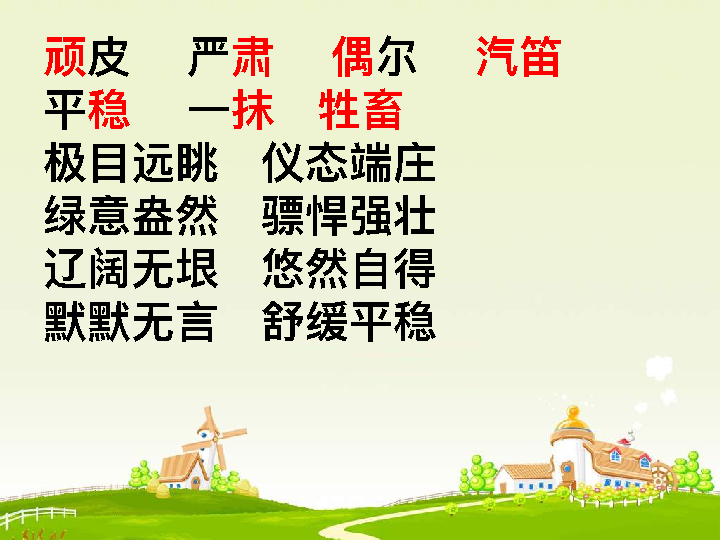 顽皮 严肃 偶尔 汽笛
平稳 一抹 牲畜
极目远眺 仪态端庄
绿意盎然 骠悍强壮
辽阔无垠 悠然自得
默默无言 舒缓平稳